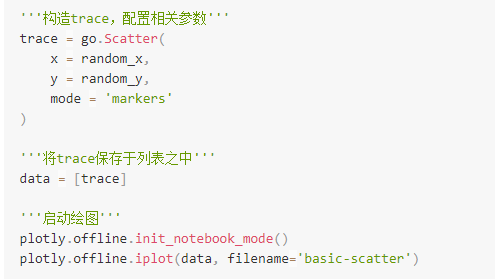 '''构造trace，配置相关参数'''
trace = go.Scatter(
    x = random_x,
    y = random_y,
    mode = 'markers'
)
'''将trace保存于列表之中'''
data = [trace]
'''启动绘图'''
plotly.offline.init_notebook_mode()
plotly.offline.iplot(data, filename='basic-scatter')